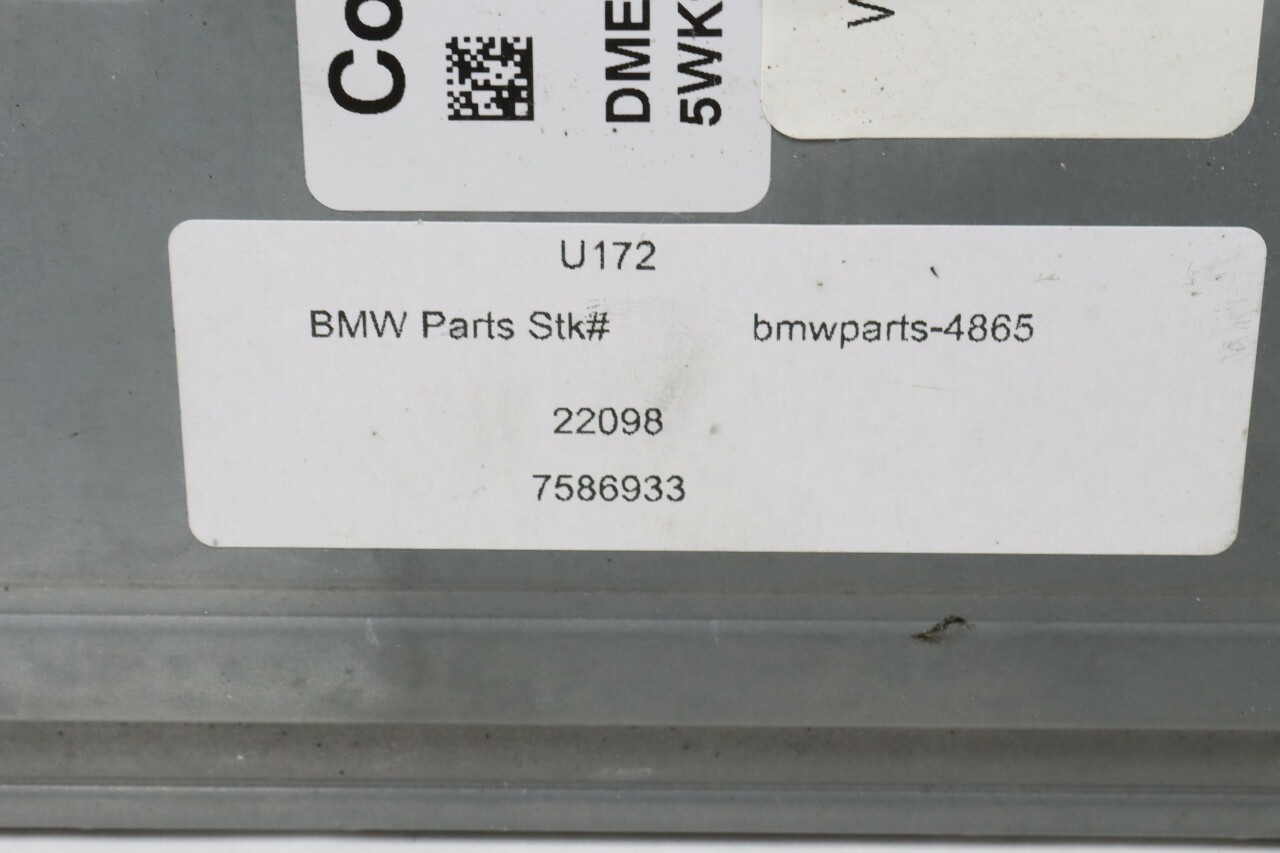 Co
DME
5WK
V
U172
BMW Parts Stk# bmwparts-4865
22098
7586933